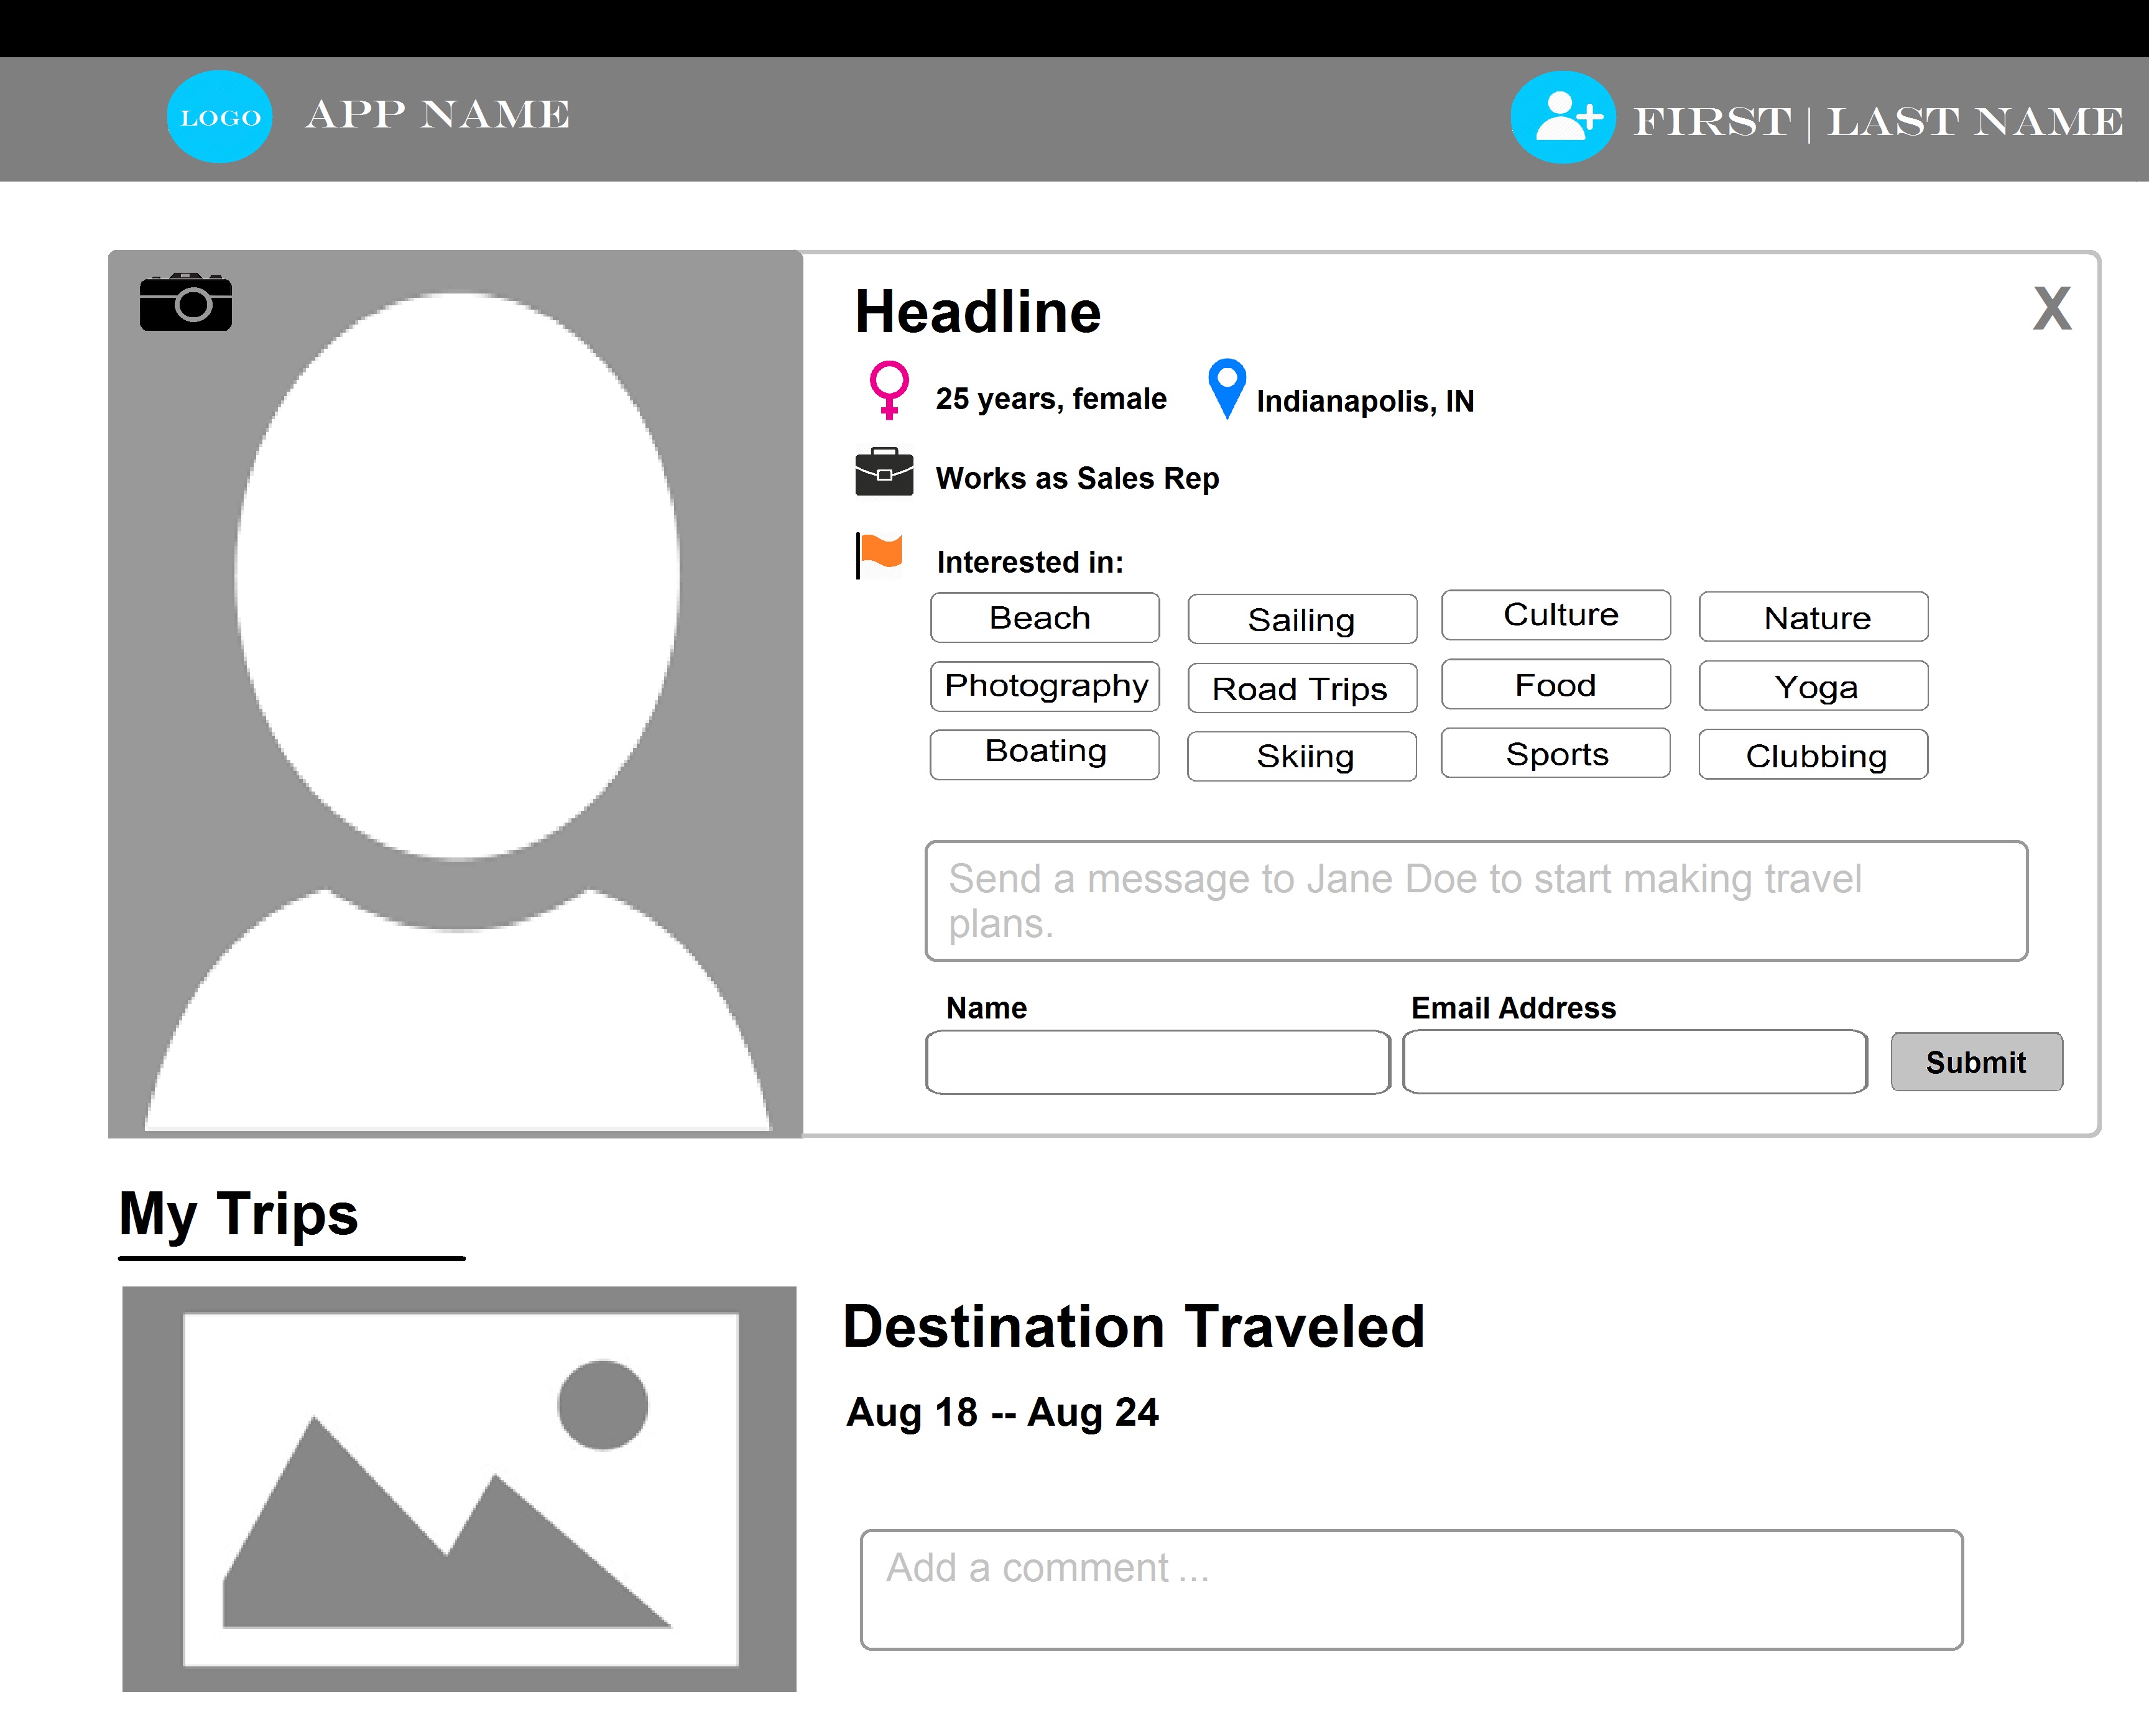 LOGO APP NAME FIRST | LAST NAME
Headline X
25 years, female Indianapolis, IN
Works as Sales Rep
Interested in:
Beach Sailing Culture Nature
Photography Road Trips Food Yoga
Boating Skiing Sports Clubbing
Send a message to Jane Doe to start making travel
plans.
Name Email Address
Submit
My Trips
Destination Traveled
Aug 18 -- Aug 24
Add a comment ...